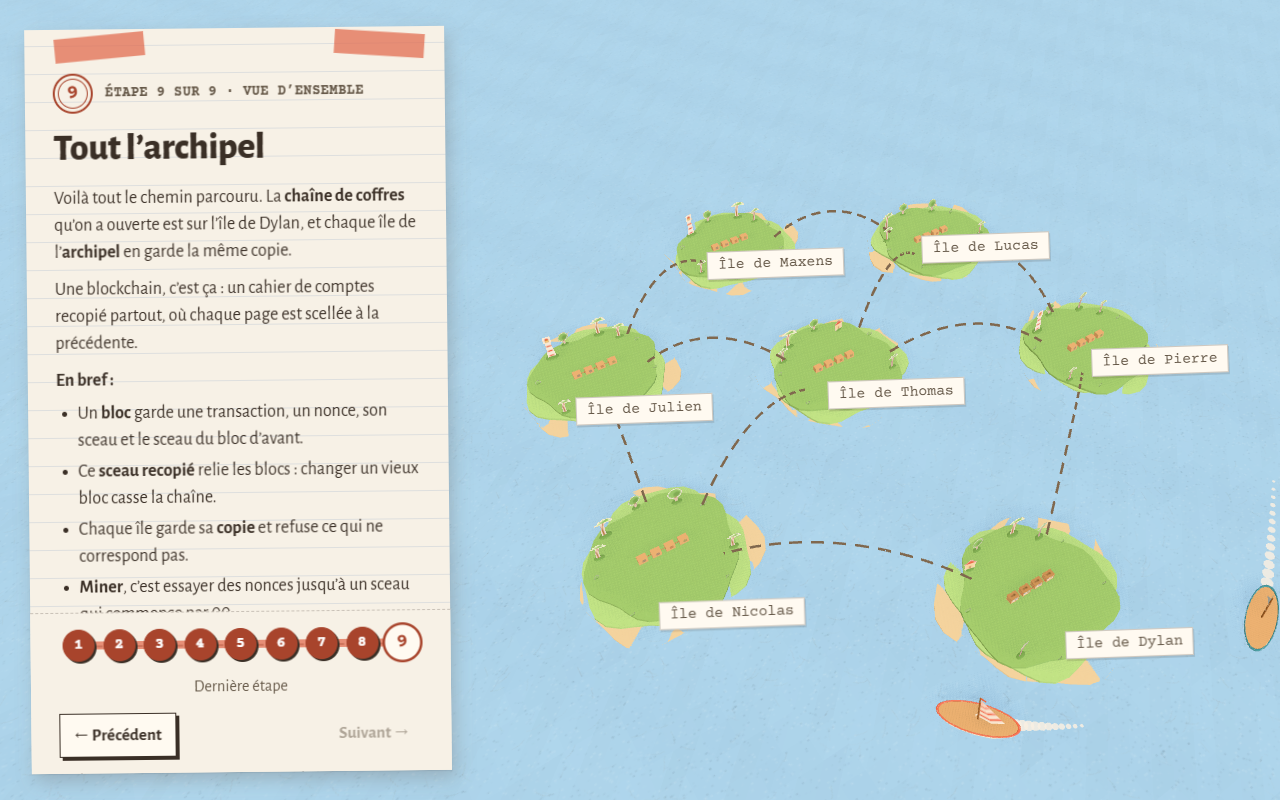 9
ÉTAPE 9 SUR 9 · VUE D’ENSEMBLE
Tout l’archipel
Voilà tout le chemin parcouru. La chaîne de coffres
qu’on a ouverte est sur l’île de Dylan, et chaque île de
l’archipel en garde la même copie.
Une blockchain, c’est ça : un cahier de comptes
recopié partout, où chaque page est scellée à la
précédente.
En bref :
• Un bloc garde une transaction, un nonce, son
sceau et le sceau du bloc d’avant.
• Ce sceau recopié relie les blocs : changer un vieux
bloc casse la chaîne.
• Chaque île garde sa copie et refuse ce qui ne
correspond pas.
• Miner, c’est essayer des nonces jusqu’à un sceau
qui commence par 00.
1 2 3 4 5 6 7 8 9
Dernière étape
← Précédent
Suivant →
Île de Maxens
Île de Lucas
Île de Pierre
Île de Thomas
Île de Julien
Île de Nicolas
Île de Dylan